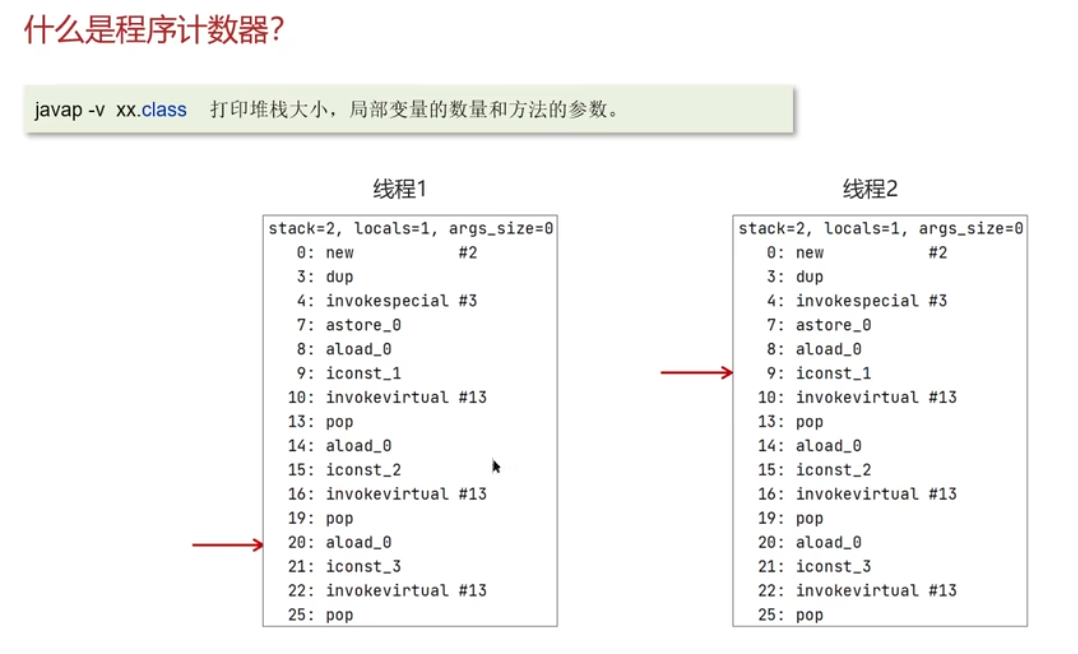 什么是程序计数器?
javap -v xx.class 打印堆栈大小，局部变量的数量和方法的参数。
线程1
stack=2, locals=1, args_size=0
0: new #2
3: dup
4: invokespecial #3
7: astore_0
8: aload_0
9: iconst_1
10: invokevirtual #13
13: pop
14: aload_0
15: iconst_2
16: invokevirtual #13
19: pop
20: aload_0
21: iconst_3
22: invokevirtual #13
25: pop
线程2
stack=2, locals=1, args_size=0
0: new #2
3: dup
4: invokespecial #3
7: astore_0
8: aload_0
9: iconst_1
10: invokevirtual #13
13: pop
14: aload_0
15: iconst_2
16: invokevirtual #13
19: pop
20: aload_0
21: iconst_3
22: invokevirtual #13
25: pop